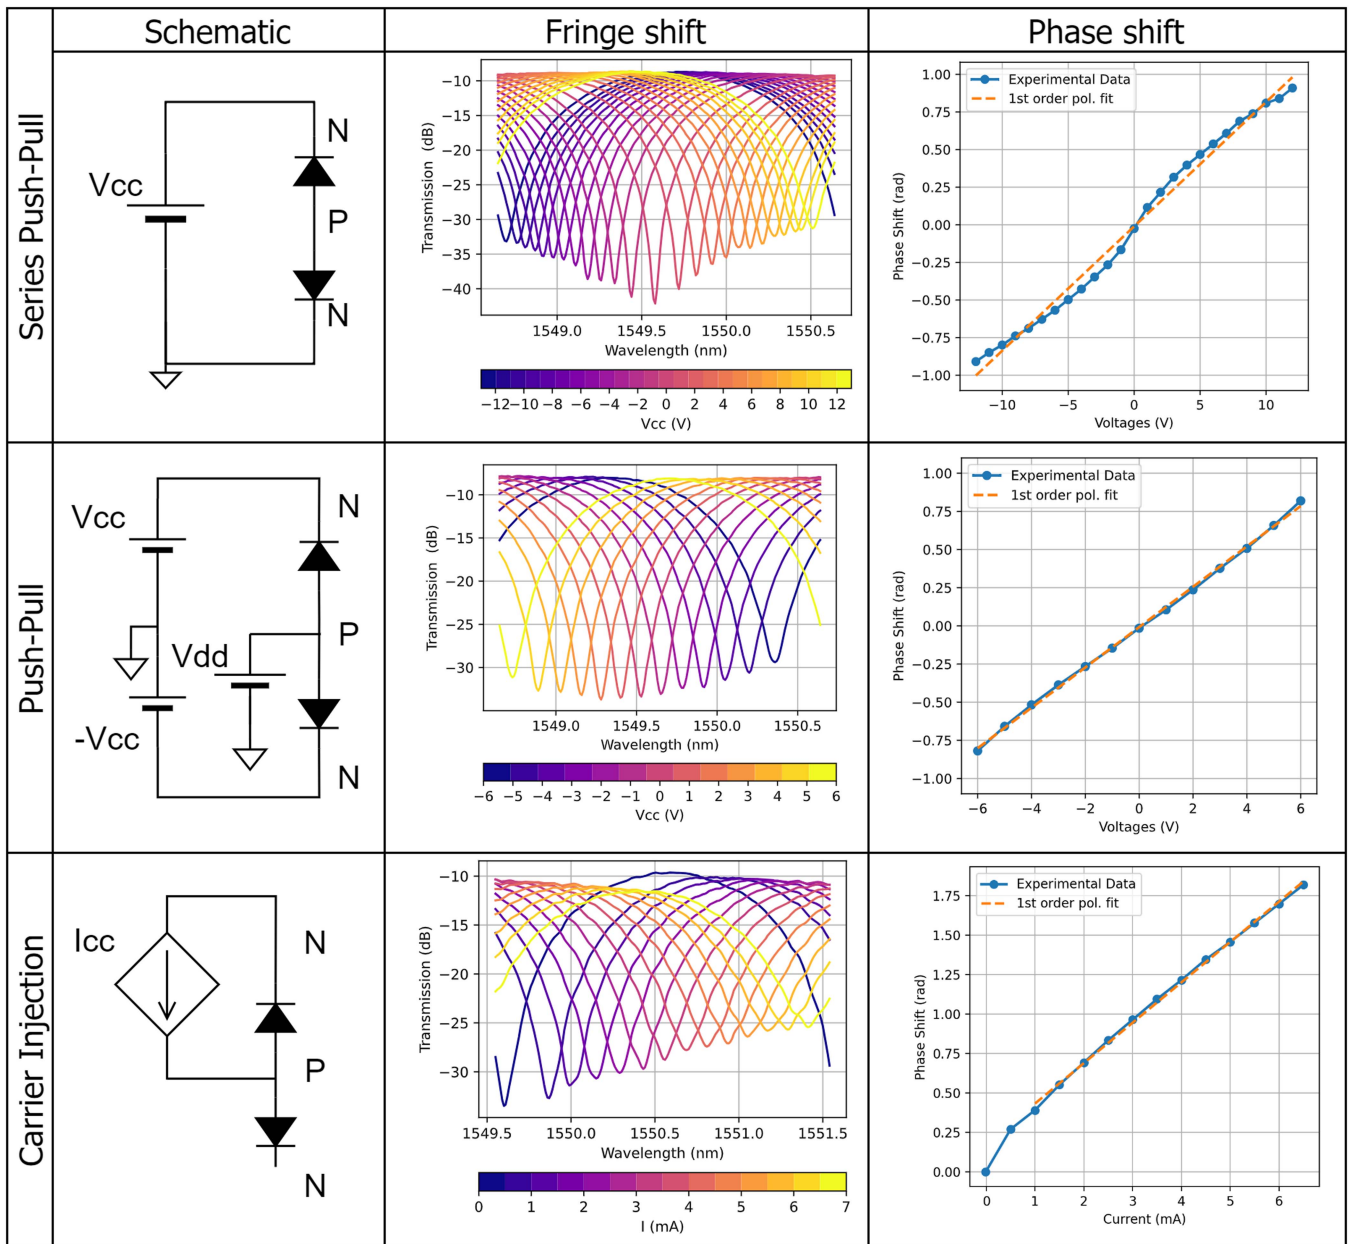 Schematic Fringe shift Phase shift
Series Push-Pull
Vcc
N
P
N
−10
−15
−20
−25
−30
−35
−40
Transmission (dB)
1549.0 1549.5 1550.0 1550.5
Wavelength (nm)
−12 −10 −8 −6 −4 −2 0 2 4 6 8 10 12
Vcc (V)
Experimental Data
1st order pol. fit
1.00
0.75
0.50
0.25
0.00
−0.25
−0.50
−0.75
−1.00
Phase Shift (rad)
−10 −5 0 5 10
Voltages (V)
Push-Pull
Vcc
N
P
Vdd
-Vcc
N
−10
−15
−20
−25
−30
Transmission (dB)
1549.0 1549.5 1550.0 1550.5
Wavelength (nm)
−6 −5 −4 −3 −2 −1 0 1 2 3 4 5 6
Vcc (V)
Experimental Data
1st order pol. fit
1.00
0.75
0.50
0.25
0.00
−0.25
−0.50
−0.75
−1.00
Phase Shift (rad)
−6 −4 −2 0 2 4 6
Voltages (V)
Carrier Injection
Icc
N
P
N
−10
−15
−20
−25
−30
Transmission (dB)
1549.5 1550.0 1550.5 1551.0 1551.5
Wavelength (nm)
0 1 2 3 4 5 6 7
I (mA)
Experimental Data
1st order pol. fit
1.75
1.50
1.25
1.00
0.75
0.50
0.25
0.00
Phase Shift (rad)
0 1 2 3 4 5 6
Current (mA)